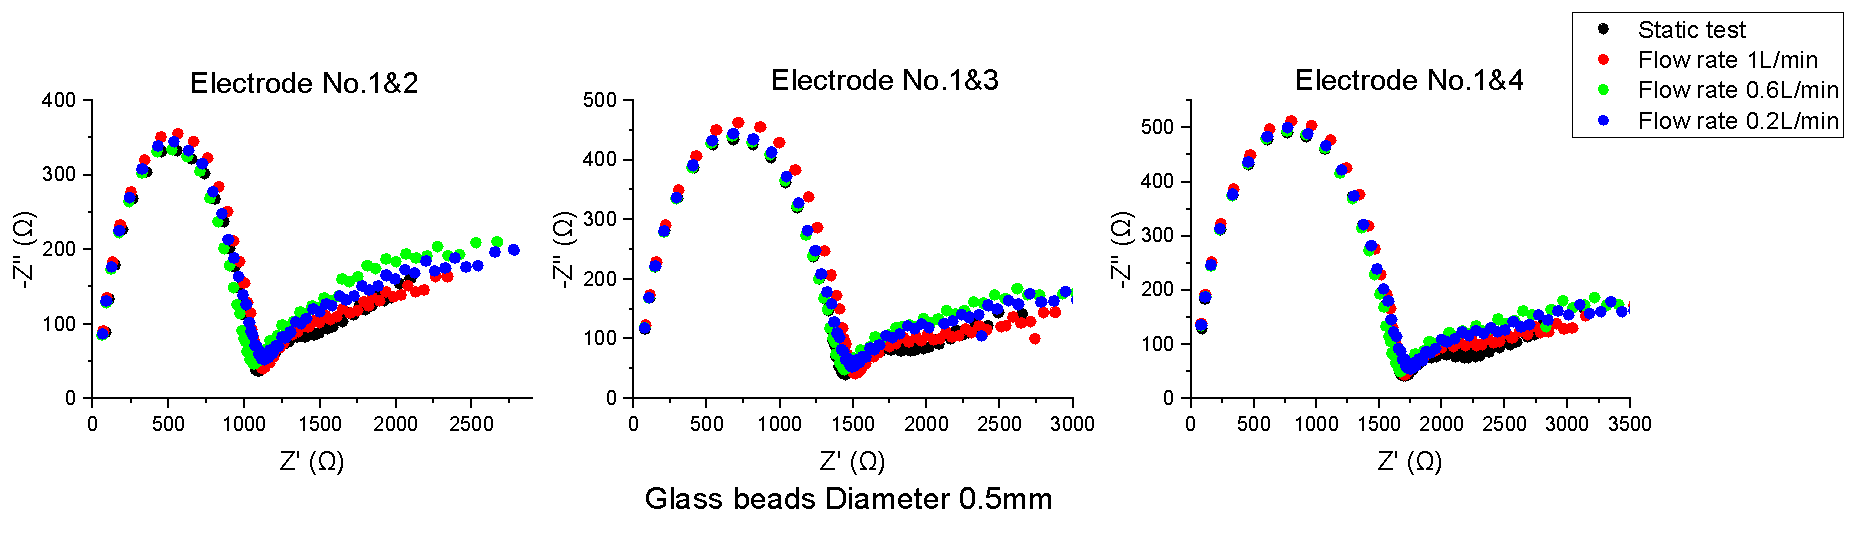 Static test
Flow rate 1L/min
Flow rate 0.6L/min
Flow rate 0.2L/min
Electrode No.1&2
400
300
200
100
0
-Z" (Ω)
0 500 1000 1500 2000 2500
Z' (Ω)
Electrode No.1&3
500
400
300
200
100
0
-Z" (Ω)
0 500 1000 1500 2000 2500 3000
Z' (Ω)
Electrode No.1&4
500
400
300
200
100
0
-Z" (Ω)
0 500 1000 1500 2000 2500 3000 3500
Z' (Ω)
Glass beads Diameter 0.5mm